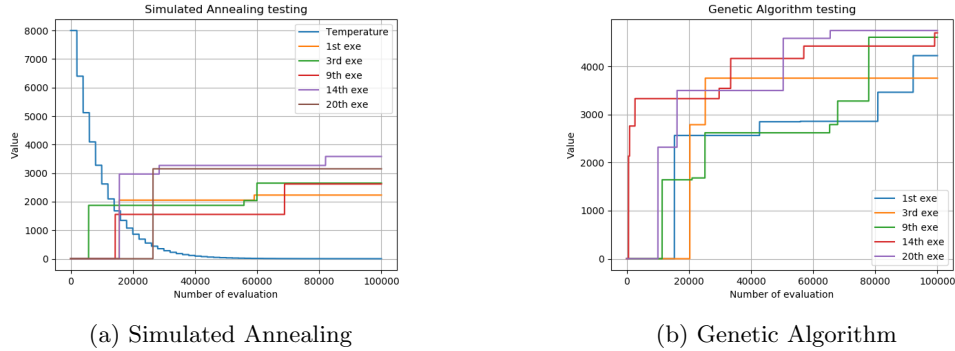 Simulated Annealing testing
8000
7000
6000
5000
4000
3000
2000
1000
0
Value
Temperature
1st exe
3rd exe
9th exe
14th exe
20th exe
0 20000 40000 60000 80000 100000
Number of evaluation
(a) Simulated Annealing
Genetic Algorithm testing
4000
3000
2000
1000
0
Value
1st exe
3rd exe
9th exe
14th exe
20th exe
0 20000 40000 60000 80000 100000
Number of evaluation
(b) Genetic Algorithm